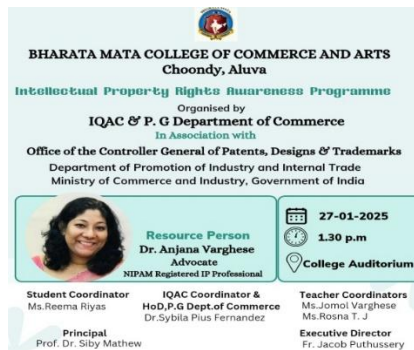 BHARATA MATA COLLEGE OF COMMERCE AND ARTS
Choondy, Aluva
Intellectual Property Rights Awareness Programme
Organised by
IQAC & P. G Department of Commerce
In Association with
Office of the Controller General of Patents, Designs & Trademarks
Department of Promotion of Industry and Internal Trade
Ministry of Commerce and Industry, Government of India
Resource Person
Dr. Anjana Varghese
Advocate
NIPAM Registered IP Professional
27-01-2025
1.30 p.m
College Auditorium
Student Coordinator
Ms.Reema Riyas
IQAC Coordinator &
HoD,P.G Dept.of Commerce
Dr.Sybila Pius Fernandez
Teacher Coordinators
Ms.Jomol Varghese
Ms.Rosna T. J
Principal
Prof. Dr. Siby Mathew
Executive Director
Fr. Jacob Puthussery